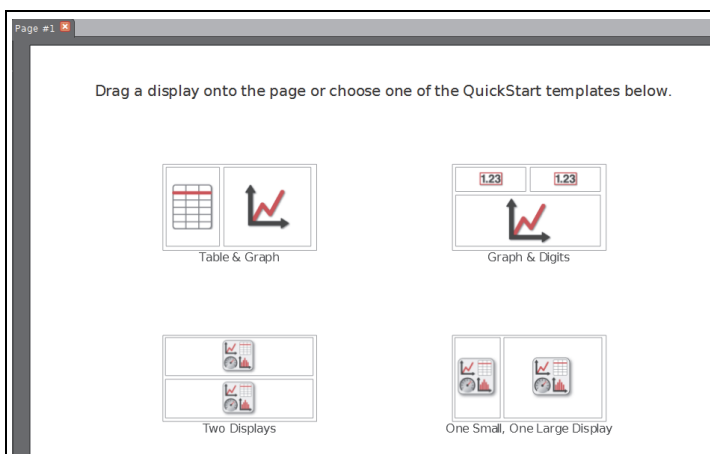 Page #1
Drag a display onto the page or choose one of the QuickStart templates below.
1.23 1.23
Table & Graph Graph & Digits
Two Displays One Small, One Large Display